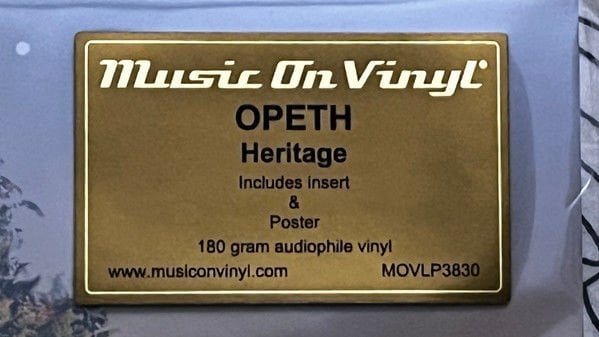 Music On Vinyl
OPETH
Heritage
Includes insert
&
Poster
180 gram audiophile vinyl
www.musiconvinyl.com MOVLP3830